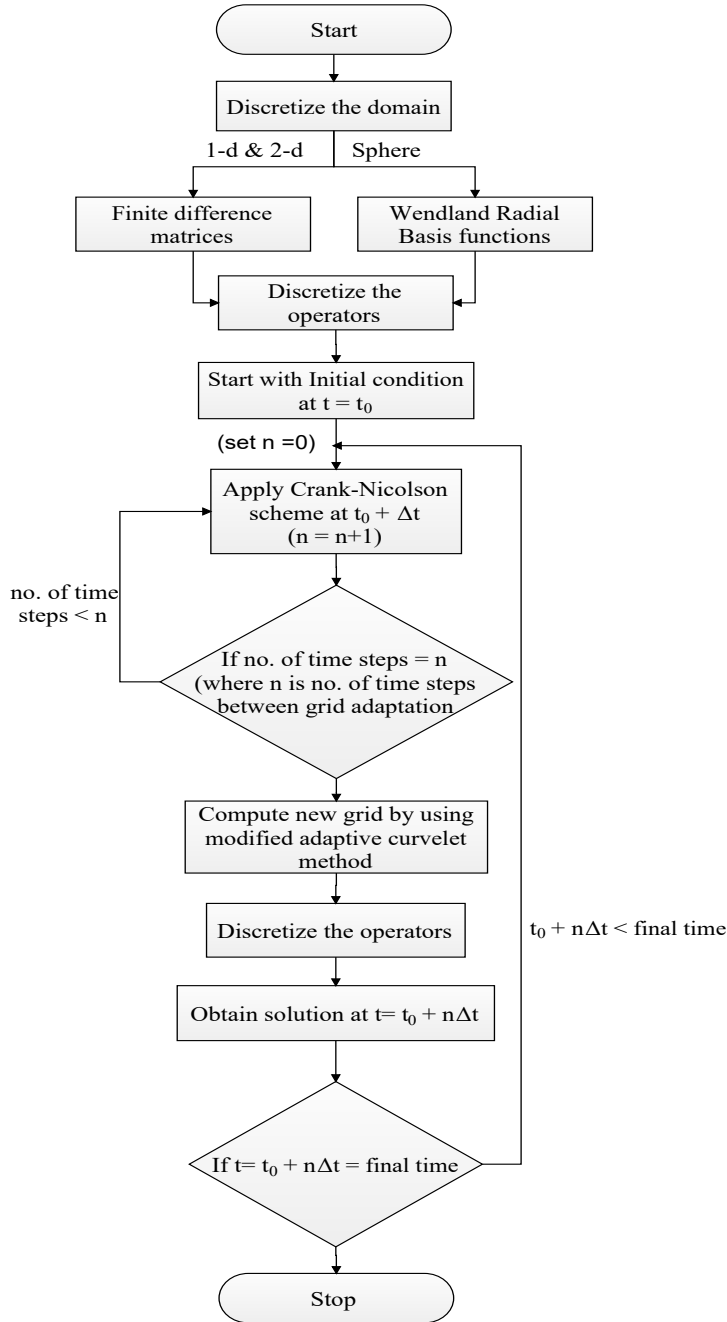 Start
Discretize the domain
1-d & 2-d
Sphere
Finite difference
matrices
Wendland Radial
Basis functions
Discretize the
operators
Start with Initial condition
at t = t₀
(set n =0)
Apply Crank-Nicolson
scheme at t₀ + Δt
(n = n+1)
no. of time
steps < n
If no. of time steps = n
(where n is no. of time steps
between grid adaptation
Compute new grid by using
modified adaptive curvelet
method
Discretize the operators
t₀ + nΔt < final time
Obtain solution at t= t₀ + nΔt
If t= t₀ + nΔt = final time
Stop